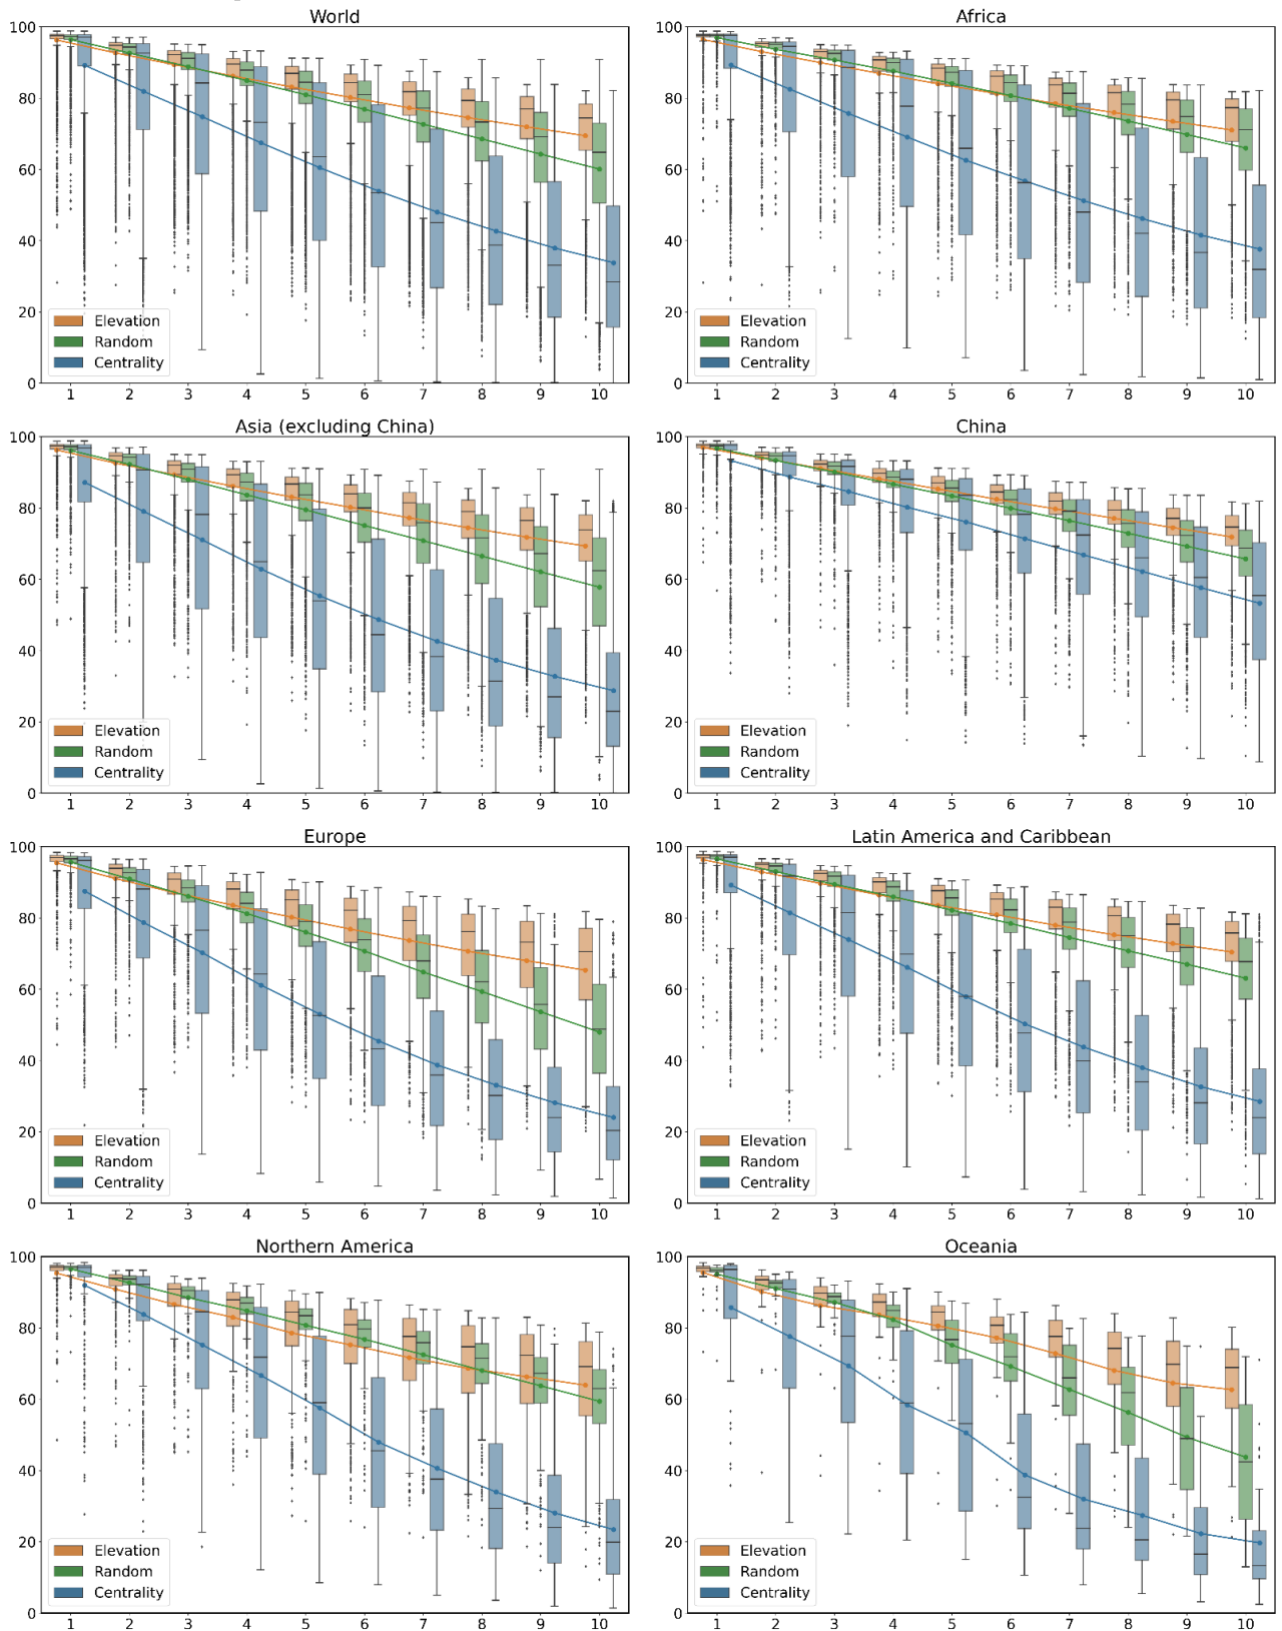 World
100
80
60
40
20
0
Elevation
Random
Centrality
1 2 3 4 5 6 7 8 9 10
Africa
100
80
60
40
20
0
Elevation
Random
Centrality
1 2 3 4 5 6 7 8 9 10
Asia (excluding China)
100
80
60
40
20
0
Elevation
Random
Centrality
1 2 3 4 5 6 7 8 9 10
China
100
80
60
40
20
0
Elevation
Random
Centrality
1 2 3 4 5 6 7 8 9 10
Europe
100
80
60
40
20
0
Elevation
Random
Centrality
1 2 3 4 5 6 7 8 9 10
Latin America and Caribbean
100
80
60
40
20
0
Elevation
Random
Centrality
1 2 3 4 5 6 7 8 9 10
Northern America
100
80
60
40
20
0
Elevation
Random
Centrality
1 2 3 4 5 6 7 8 9 10
Oceania
100
80
60
40
20
0
Elevation
Random
Centrality
1 2 3 4 5 6 7 8 9 10